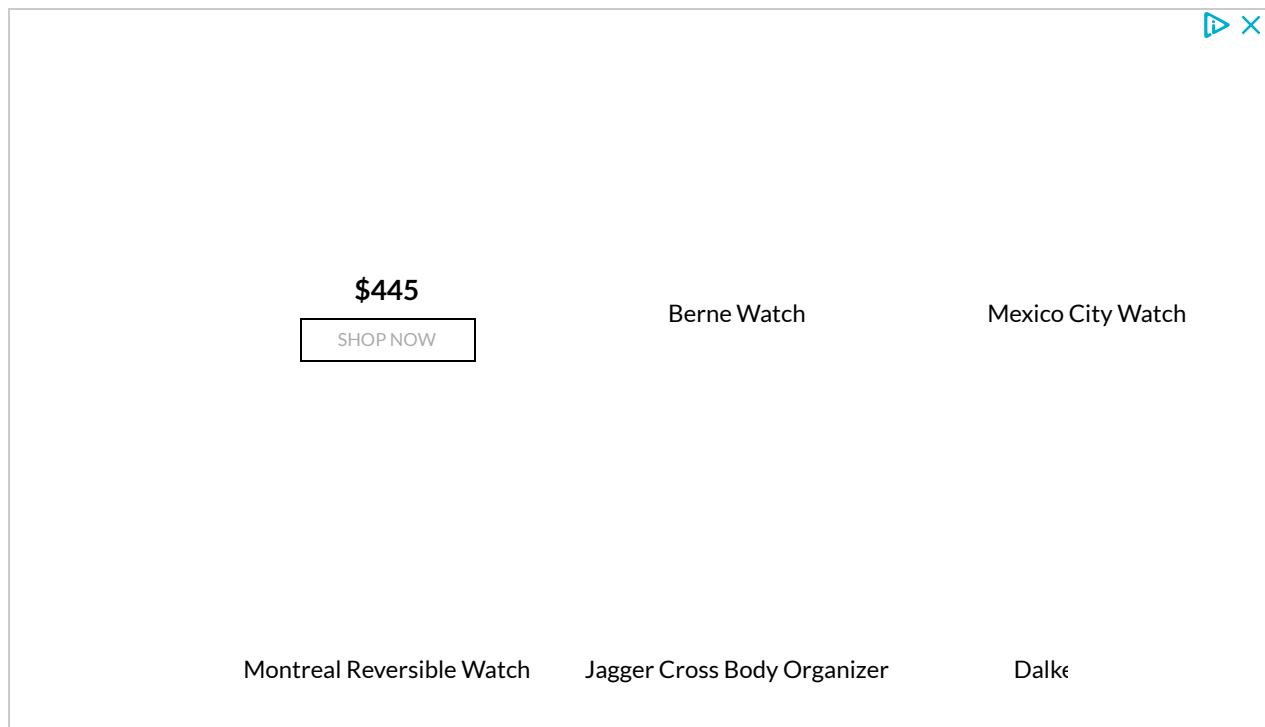 $445
SHOP NOW
Berne Watch
Mexico City Watch
Montreal Reversible Watch
Jagger Cross Body Organizer